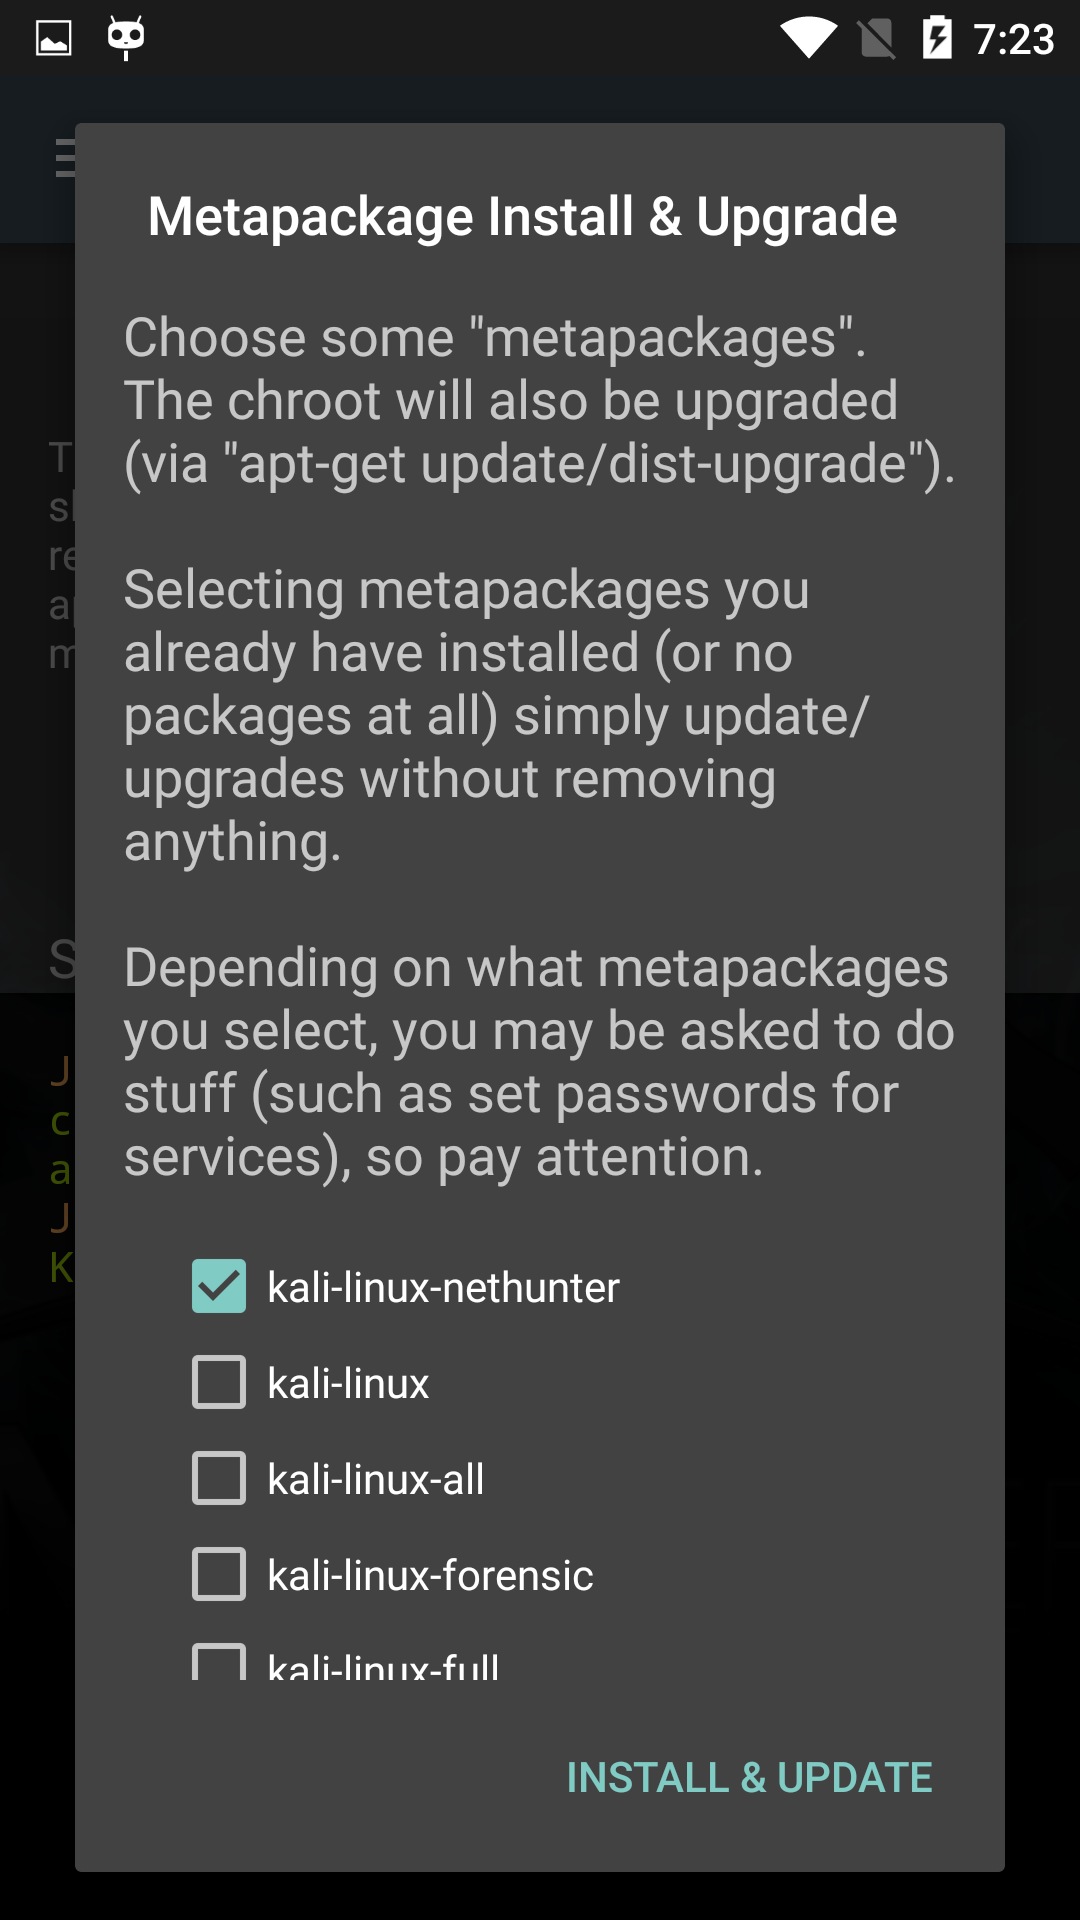 7:23
Metapackage Install & Upgrade
Choose some "metapackages".
The chroot will also be upgraded
(via "apt-get update/dist-upgrade").
Selecting metapackages you
already have installed (or no
packages at all) simply update/
upgrades without removing
anything.
Depending on what metapackages
you select, you may be asked to do
stuff (such as set passwords for
services), so pay attention.
kali-linux-nethunter
kali-linux
kali-linux-all
kali-linux-forensic
kali-linux-full
INSTALL & UPDATE